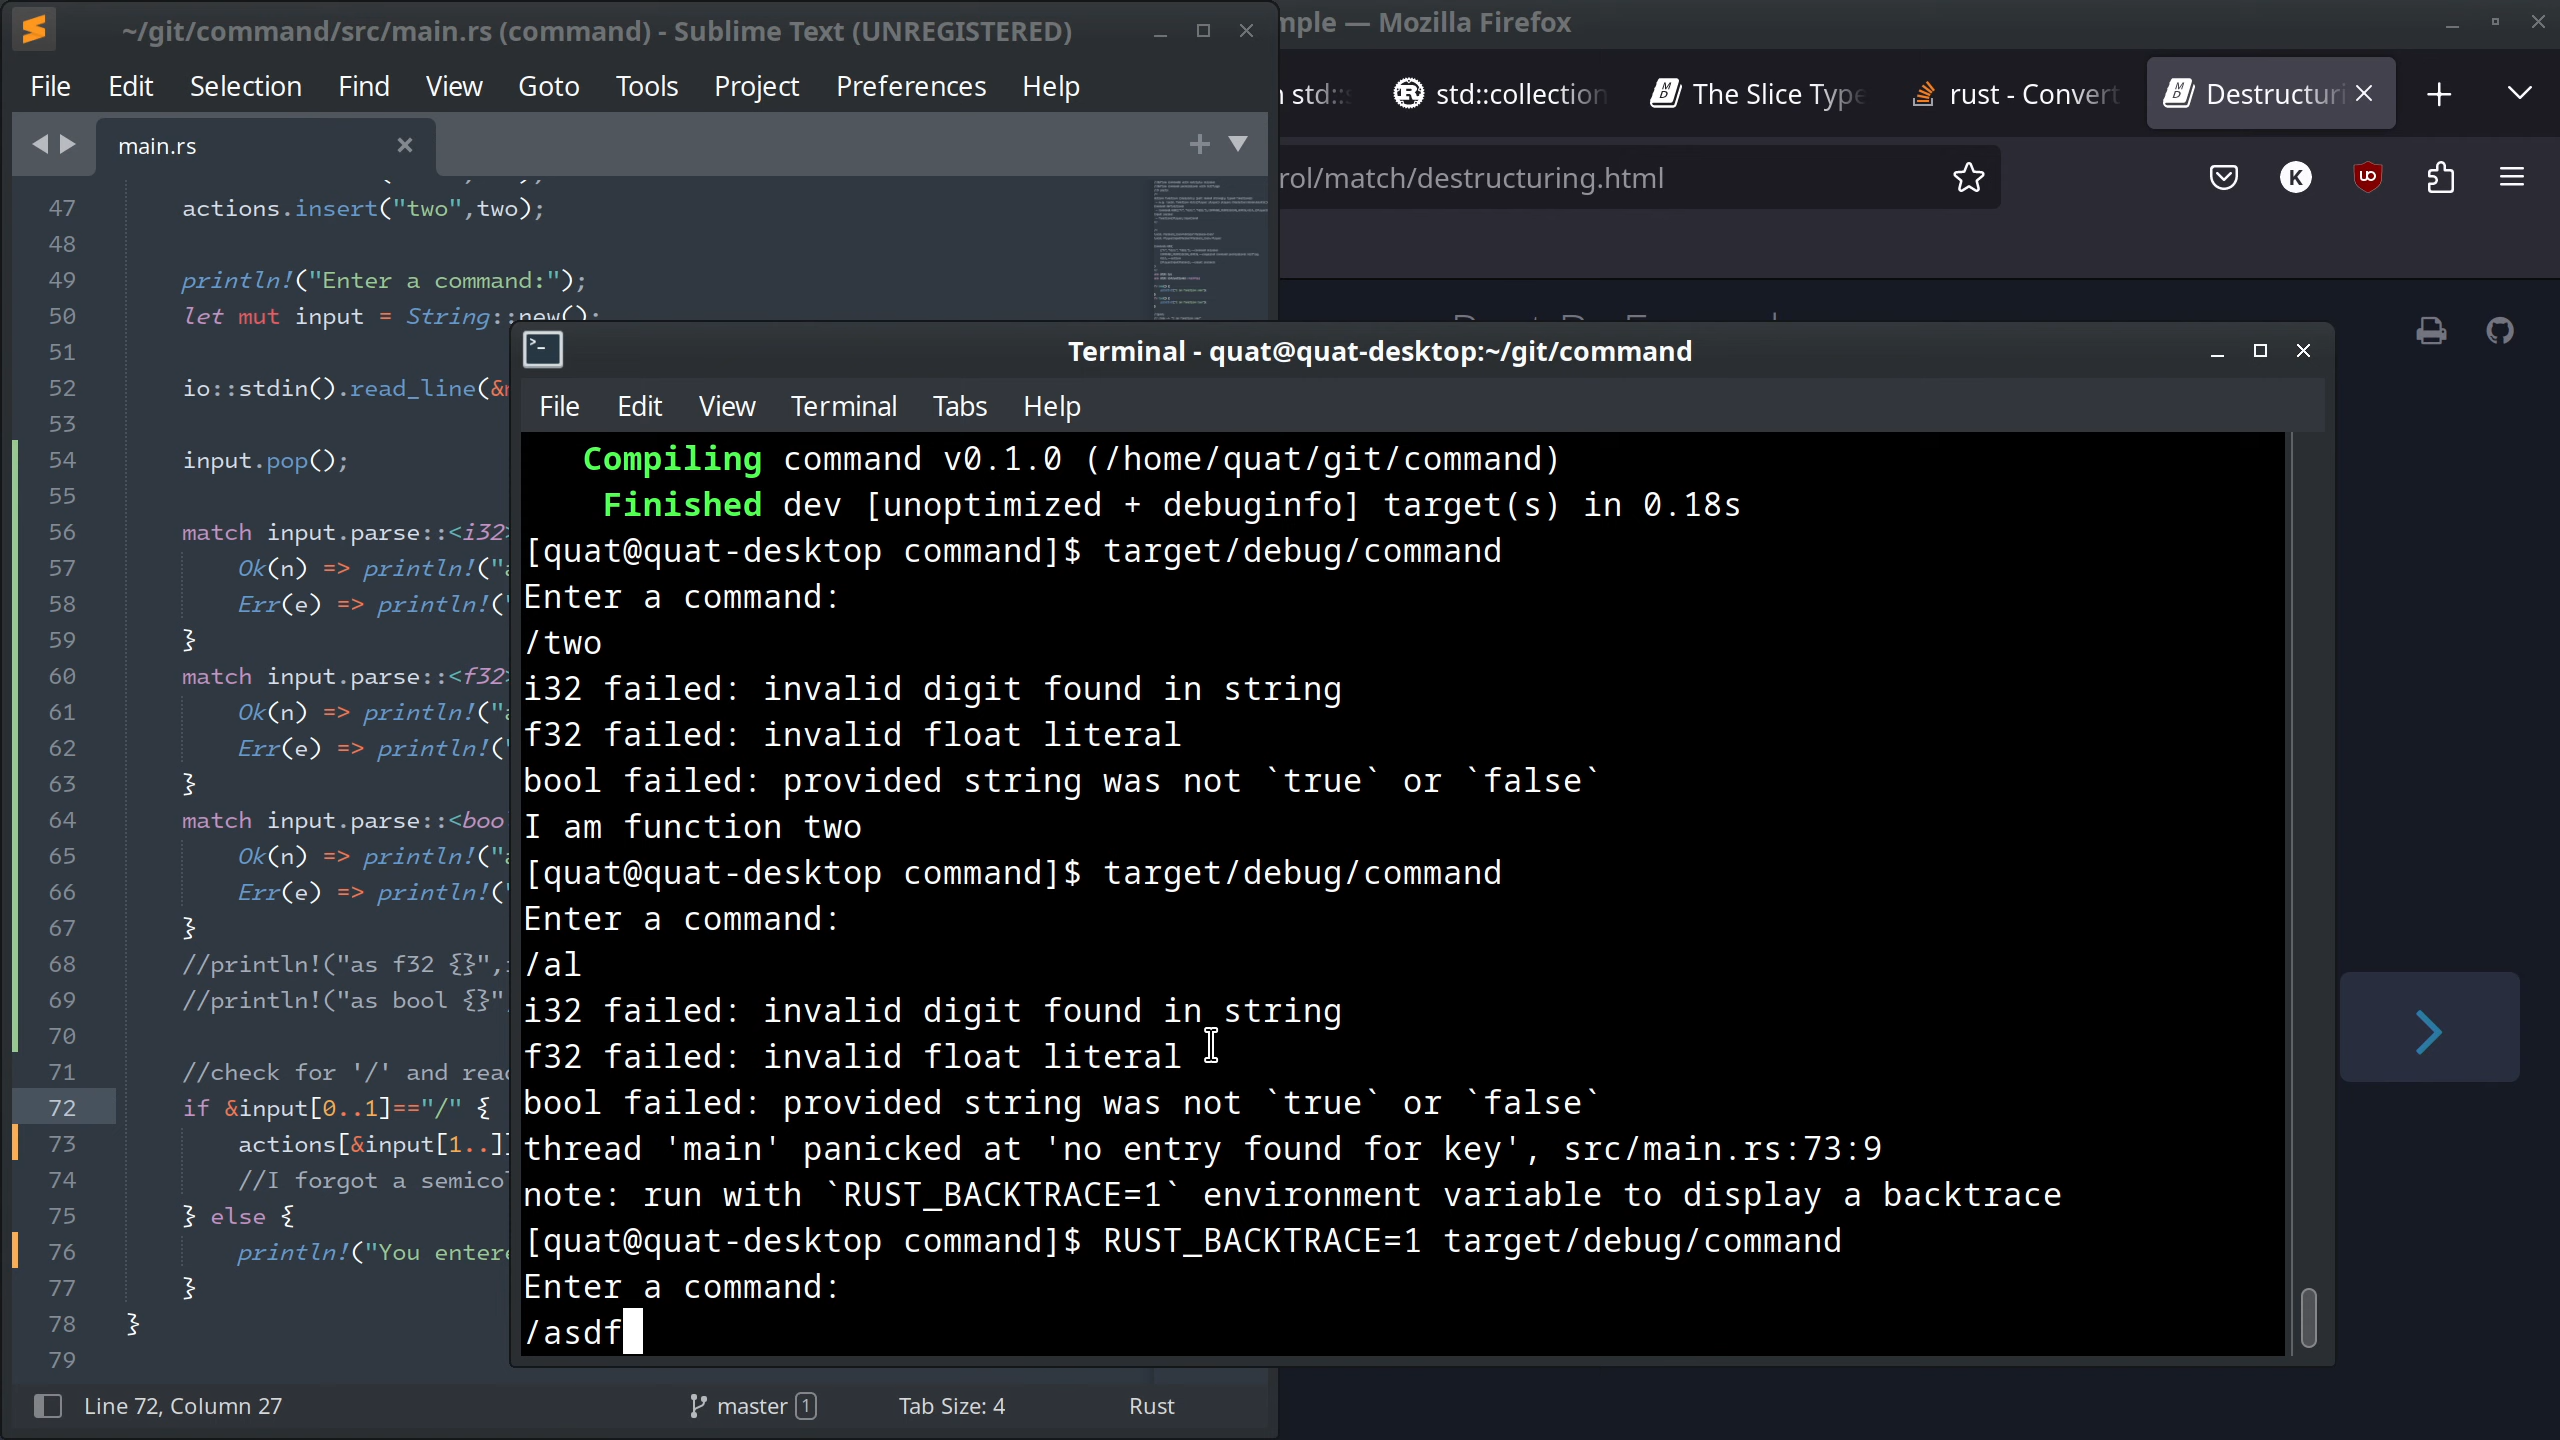 ~/git/command/src/main.rs (command) - Sublime Text (UNREGISTERED)
File Edit Selection Find View Goto Tools Project Preferences Help
main.rs
47 actions.insert("two",two);
48
49 println!("Enter a command:");
50 let mut input = String::new();
51
52 io::stdin().read_line(&
53
54 input.pop();
55
56 match input.parse::<i32>
57 Ok(n) => println!("a
58 Err(e) => println!("
59 }
60 match input.parse::<f32>
61 Ok(n) => println!("a
62 Err(e) => println!("
63 }
64 match input.parse::<boo
65 Ok(n) => println!("a
66 Err(e) => println!("
67 }
68 //println!("as f32 {}",
69 //println!("as bool {}"
70
71 //check for '/' and rea
72 if &input[0..1]=="/" {
73 actions[&input[1..]]
74 //I forgot a semico
75 } else {
76 println!("You entere
77 }
78 }
79
Line 72, Column 27 master 1 Tab Size: 4 Rust
mple — Mozilla Firefox
std:: std::collection The Slice Type rust - Convert Destructuri
rol/match/destructuring.html
K
Terminal - quat@quat-desktop:~/git/command
File Edit View Terminal Tabs Help
Compiling command v0.1.0 (/home/quat/git/command)
Finished dev [unoptimized + debuginfo] target(s) in 0.18s
[quat@quat-desktop command]$ target/debug/command
Enter a command:
/two
i32 failed: invalid digit found in string
f32 failed: invalid float literal
bool failed: provided string was not `true` or `false`
I am function two
[quat@quat-desktop command]$ target/debug/command
Enter a command:
/al
i32 failed: invalid digit found in string
f32 failed: invalid float literal
bool failed: provided string was not `true` or `false`
thread 'main' panicked at 'no entry found for key', src/main.rs:73:9
note: run with `RUST_BACKTRACE=1` environment variable to display a backtrace
[quat@quat-desktop command]$ RUST_BACKTRACE=1 target/debug/command
Enter a command:
/asdf